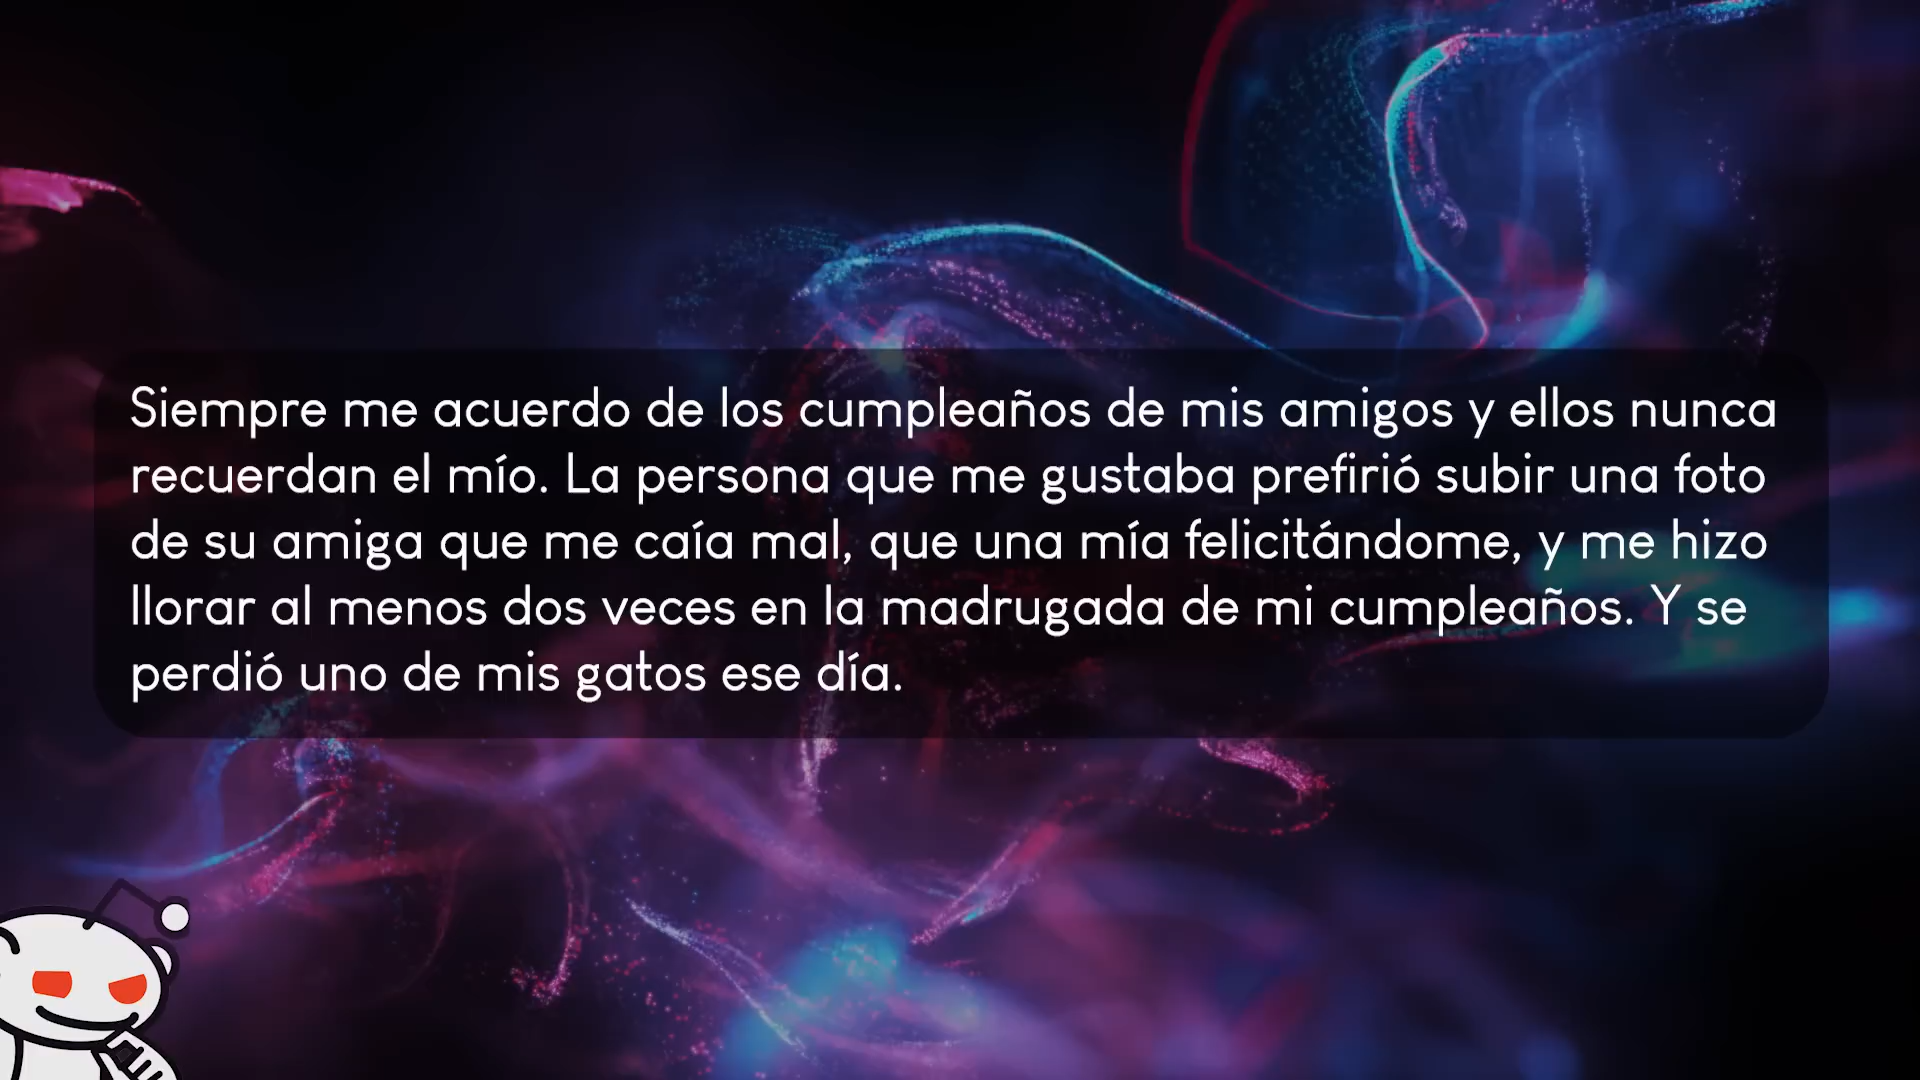 Siempre me acuerdo de los cumpleaños de mis amigos y ellos nunca
recuerdan el mío. La persona que me gustaba prefirió subir una foto
de su amiga que me caía mal, que una mía felicitándome, y me hizo
llorar al menos dos veces en la madrugada de mi cumpleaños. Y se
perdió uno de mis gatos ese día.